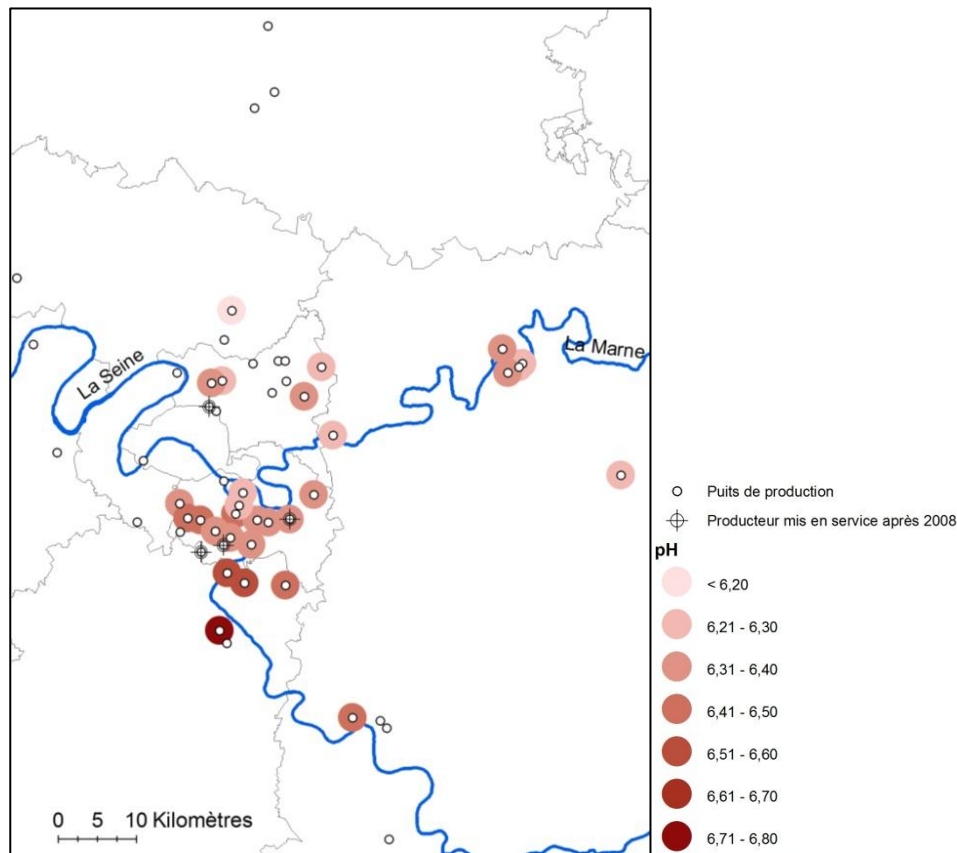 La Seine
La Marne
0 5 10 Kilomètres
Puits de production
Producteur mis en service après 2008
pH
< 6,20
6,21 - 6,30
6,31 - 6,40
6,41 - 6,50
6,51 - 6,60
6,61 - 6,70
6,71 - 6,80